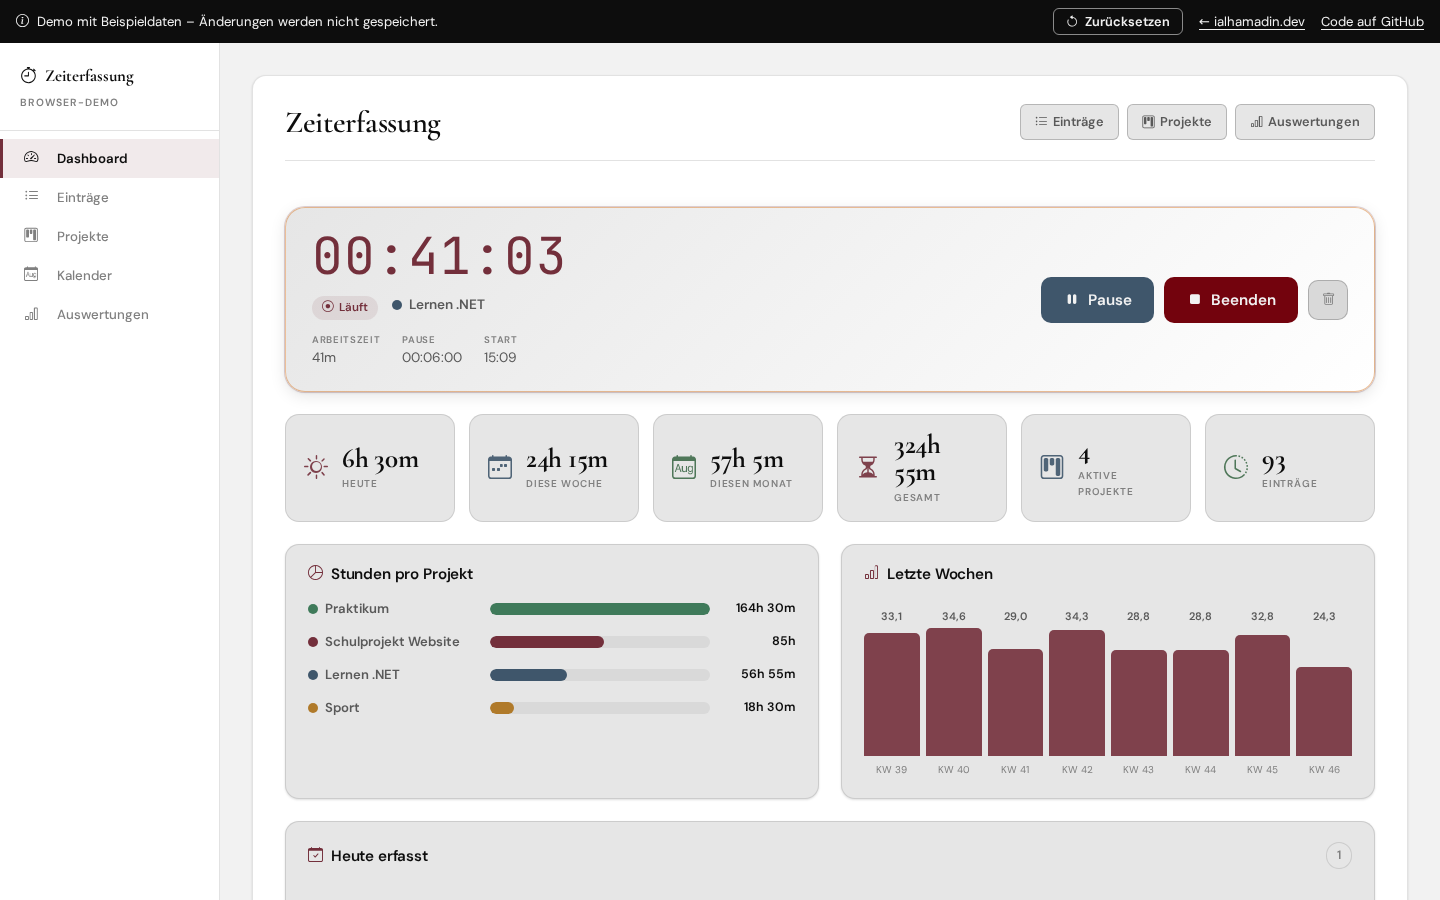 Demo mit Beispieldaten – Änderungen werden nicht gespeichert.
Zurücksetzen
← ialhamadin.dev
Code auf GitHub
Zeiterfassung
BROWSER-DEMO
Dashboard
Einträge
Projekte
Kalender
Auswertungen
Zeiterfassung
Einträge
Projekte
Auswertungen
00:41:03
Läuft
Lernen .NET
ARBEITSZEIT PAUSE START
41m 00:06:00 15:09
Pause
Beenden
6h 30m
HEUTE
24h 15m
DIESE WOCHE
Aug
57h 5m
DIESEN MONAT
324h
55m
GESAMT
4
AKTIVE
PROJEKTE
93
EINTRÄGE
Stunden pro Projekt
Praktikum 164h 30m
Schulprojekt Website 85h
Lernen .NET 56h 55m
Sport 18h 30m
Letzte Wochen
33,1 34,6 29,0 34,3 28,8 28,8 32,8 24,3
KW 39 KW 40 KW 41 KW 42 KW 43 KW 44 KW 45 KW 46
Heute erfasst
1